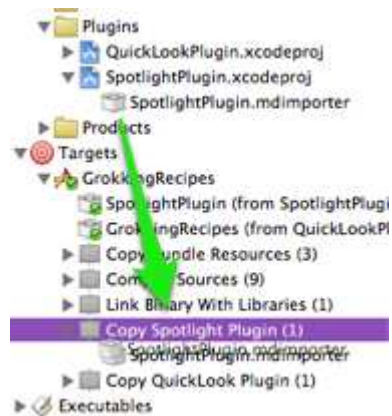 Plugins
QuickLookPlugin.xcodeproj
SpotlightPlugin.xcodeproj
SpotlightPlugin.mdimporter
Products
Targets
GrokkingRecipes
SpotlightPlugin (from SpotlightPlugi
GrokkingRecipes (from QuickLookPl
Copy Bundle Resources (3)
Compile Sources (9)
Link Binary With Libraries (1)
Copy Spotlight Plugin (1)
SpotlightPlugin.mdimporter
SpotlightPlugin.mdimporter
Copy QuickLook Plugin (1)
Executables